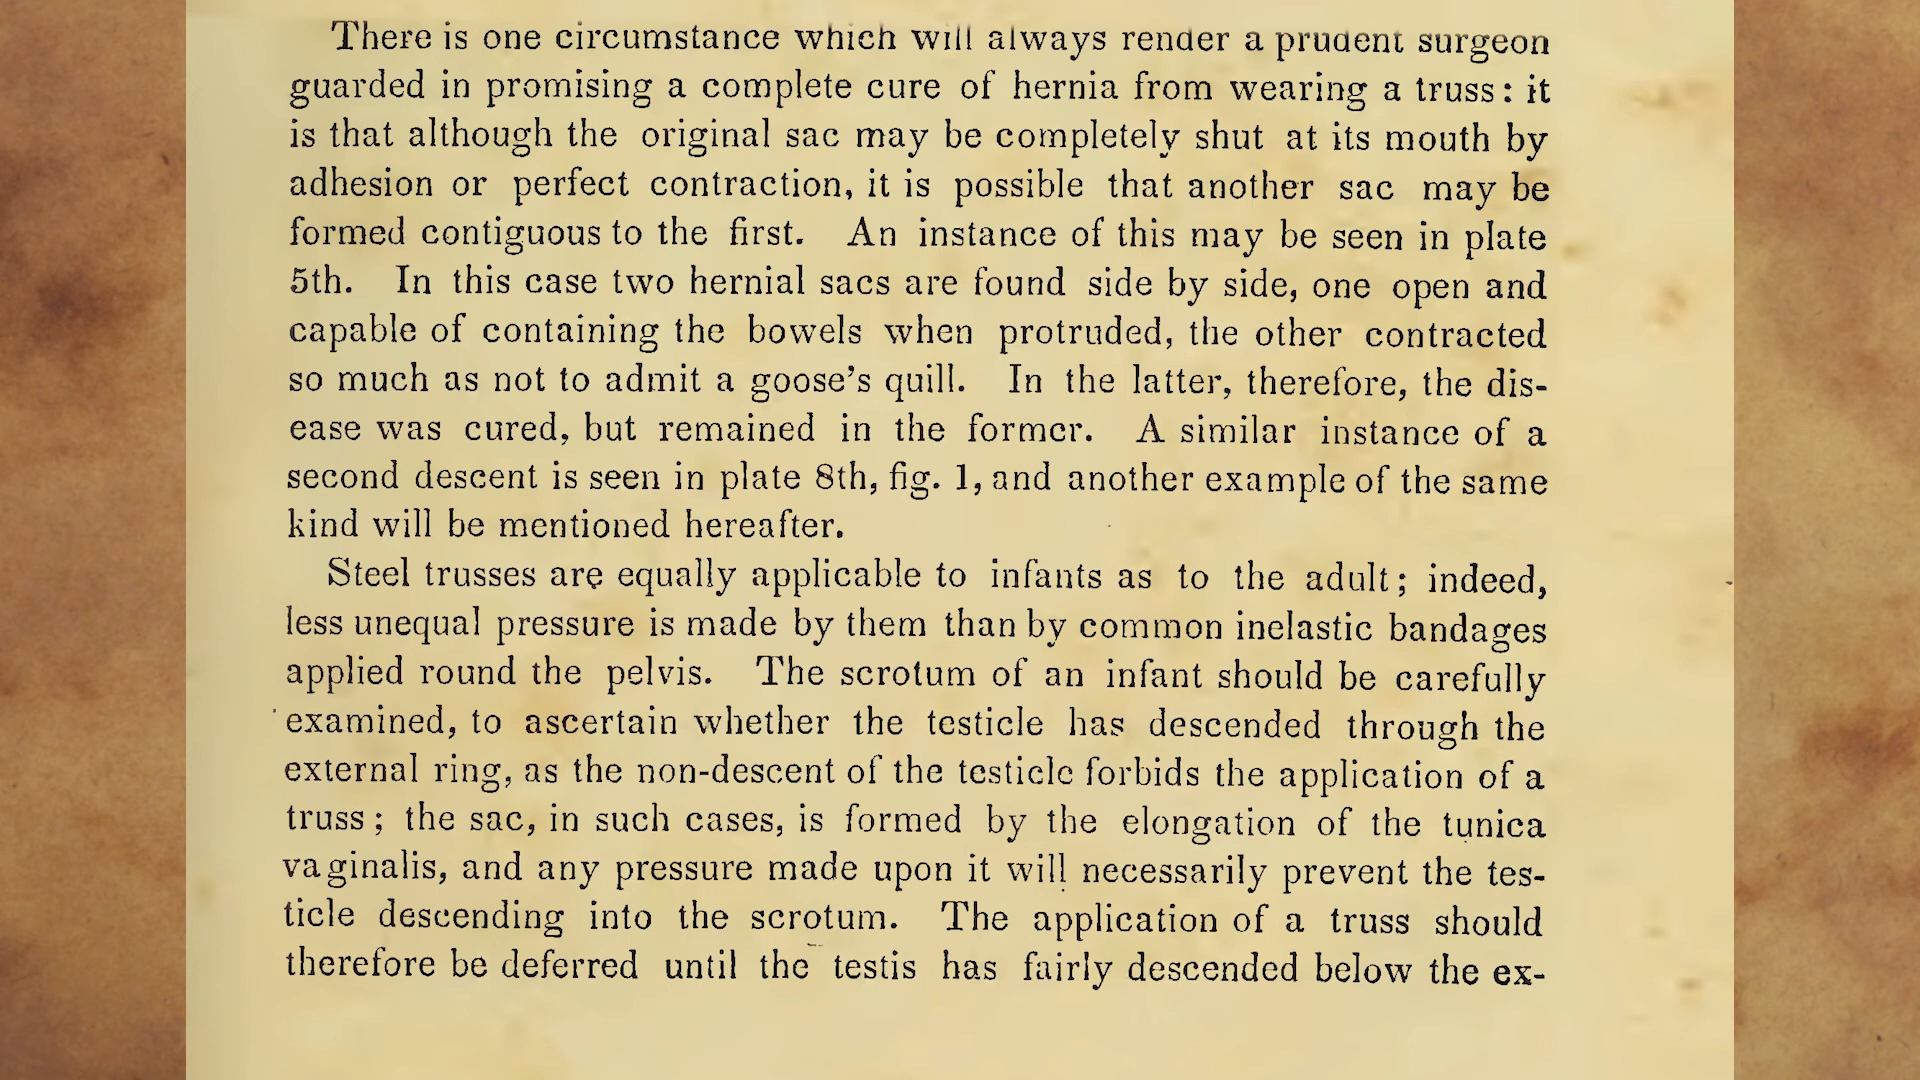 There is one circumstance which will always render a prudent surgeon
guarded in promising a complete cure of hernia from wearing a truss: it
is that although the original sac may be completely shut at its mouth by
adhesion or perfect contraction, it is possible that another sac may be
formed contiguous to the first. An instance of this may be seen in plate
5th. In this case two hernial sacs are found side by side, one open and
capable of containing the bowels when protruded, the other contracted
so much as not to admit a goose's quill. In the latter, therefore, the dis-
ease was cured, but remained in the former. A similar instance of a
second descent is seen in plate 8th, fig. 1, and another example of the same
kind will be mentioned hereafter.
Steel trusses are equally applicable to infants as to the adult; indeed,
less unequal pressure is made by them than by common inelastic bandages
applied round the pelvis. The scrotum of an infant should be carefully
examined, to ascertain whether the testicle has descended through the
external ring, as the non-descent of the testicle forbids the application of a
truss; the sac, in such cases, is formed by the elongation of the tunica
vaginalis, and any pressure made upon it will necessarily prevent the tes-
ticle descending into the scrotum. The application of a truss should
therefore be deferred until the testis has fairly descended below the ex-